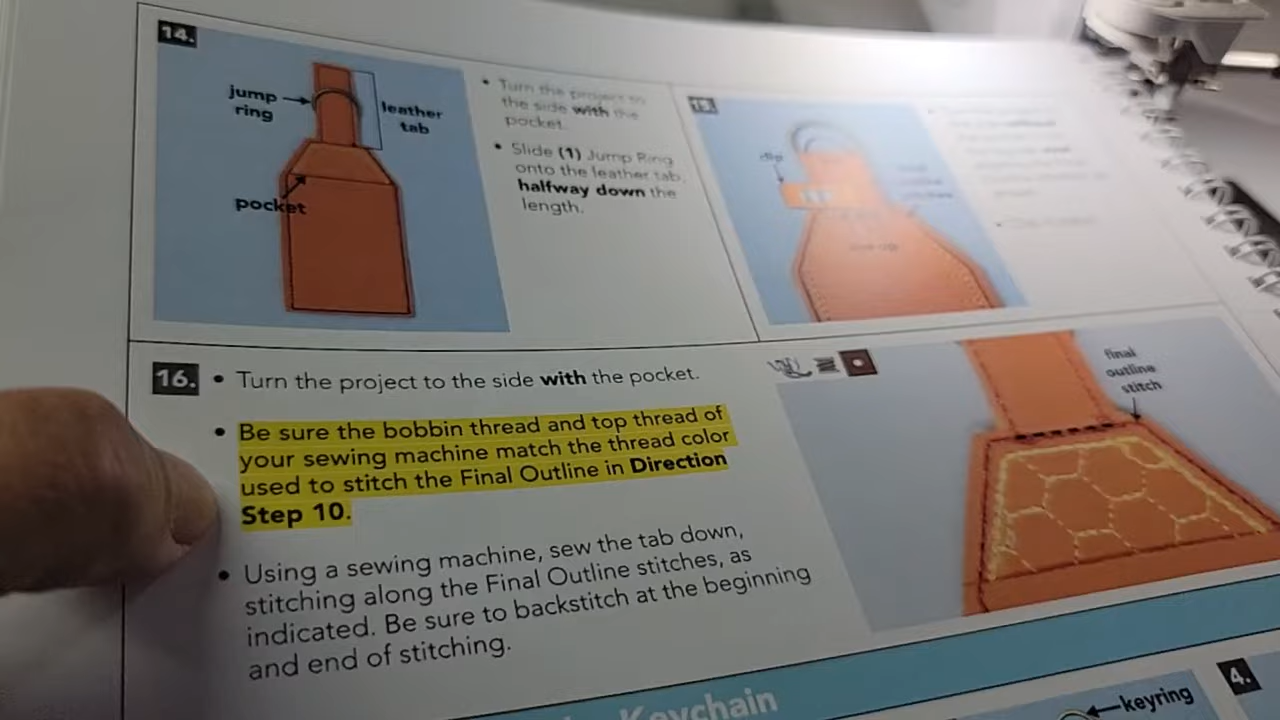 14.
jump
ring
leather
tab
pocket
• Turn the project to
the side with the
pocket.
• Slide (1) Jump Ring
onto the leather tab,
halfway down the
length.
15.
clip
16.
• Turn the project to the side with the pocket.
• Be sure the bobbin thread and top thread of
your sewing machine match the thread color
used to stitch the Final Outline in Direction
Step 10.
• Using a sewing machine, sew the tab down,
stitching along the Final Outline stitches, as
indicated. Be sure to backstitch at the beginning
and end of stitching.
final
outline
stitch
Keychain
keyring
4.